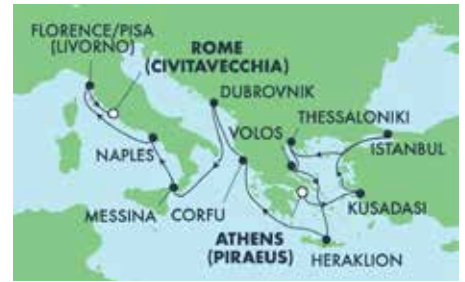 FLORENCE/PISA
(LIVORNO)
ROME
(CIVITAVECCHIA)
DUBROVNIK
THESSALONIKI
VOLOS
ISTANBUL
NAPLES
KUSADASI
MESSINA
CORFU
ATHENS
(PIRAEUS)
HERAKLION